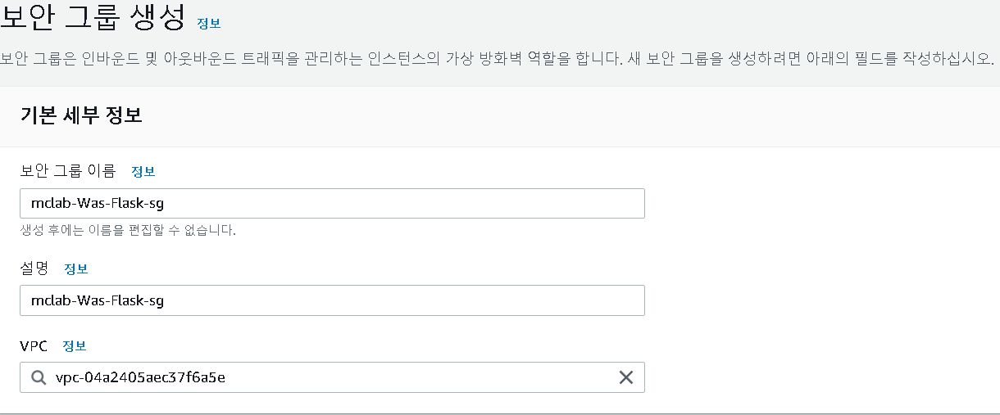 보안 그룹 생성 정보
보안 그룹은 인바운드 및 아웃바운드 트래픽을 관리하는 인스턴스의 가상 방화벽 역할을 합니다. 새 보안 그룹을 생성하려면 아래의 필드를 작성하십시오.
기본 세부 정보
보안 그룹 이름 정보
mclab-Was-Flask-sg
생성 후에는 이름을 편집할 수 없습니다.
설명 정보
mclab-Was-Flask-sg
VPC 정보
vpc-04a2405aec37f6a5e